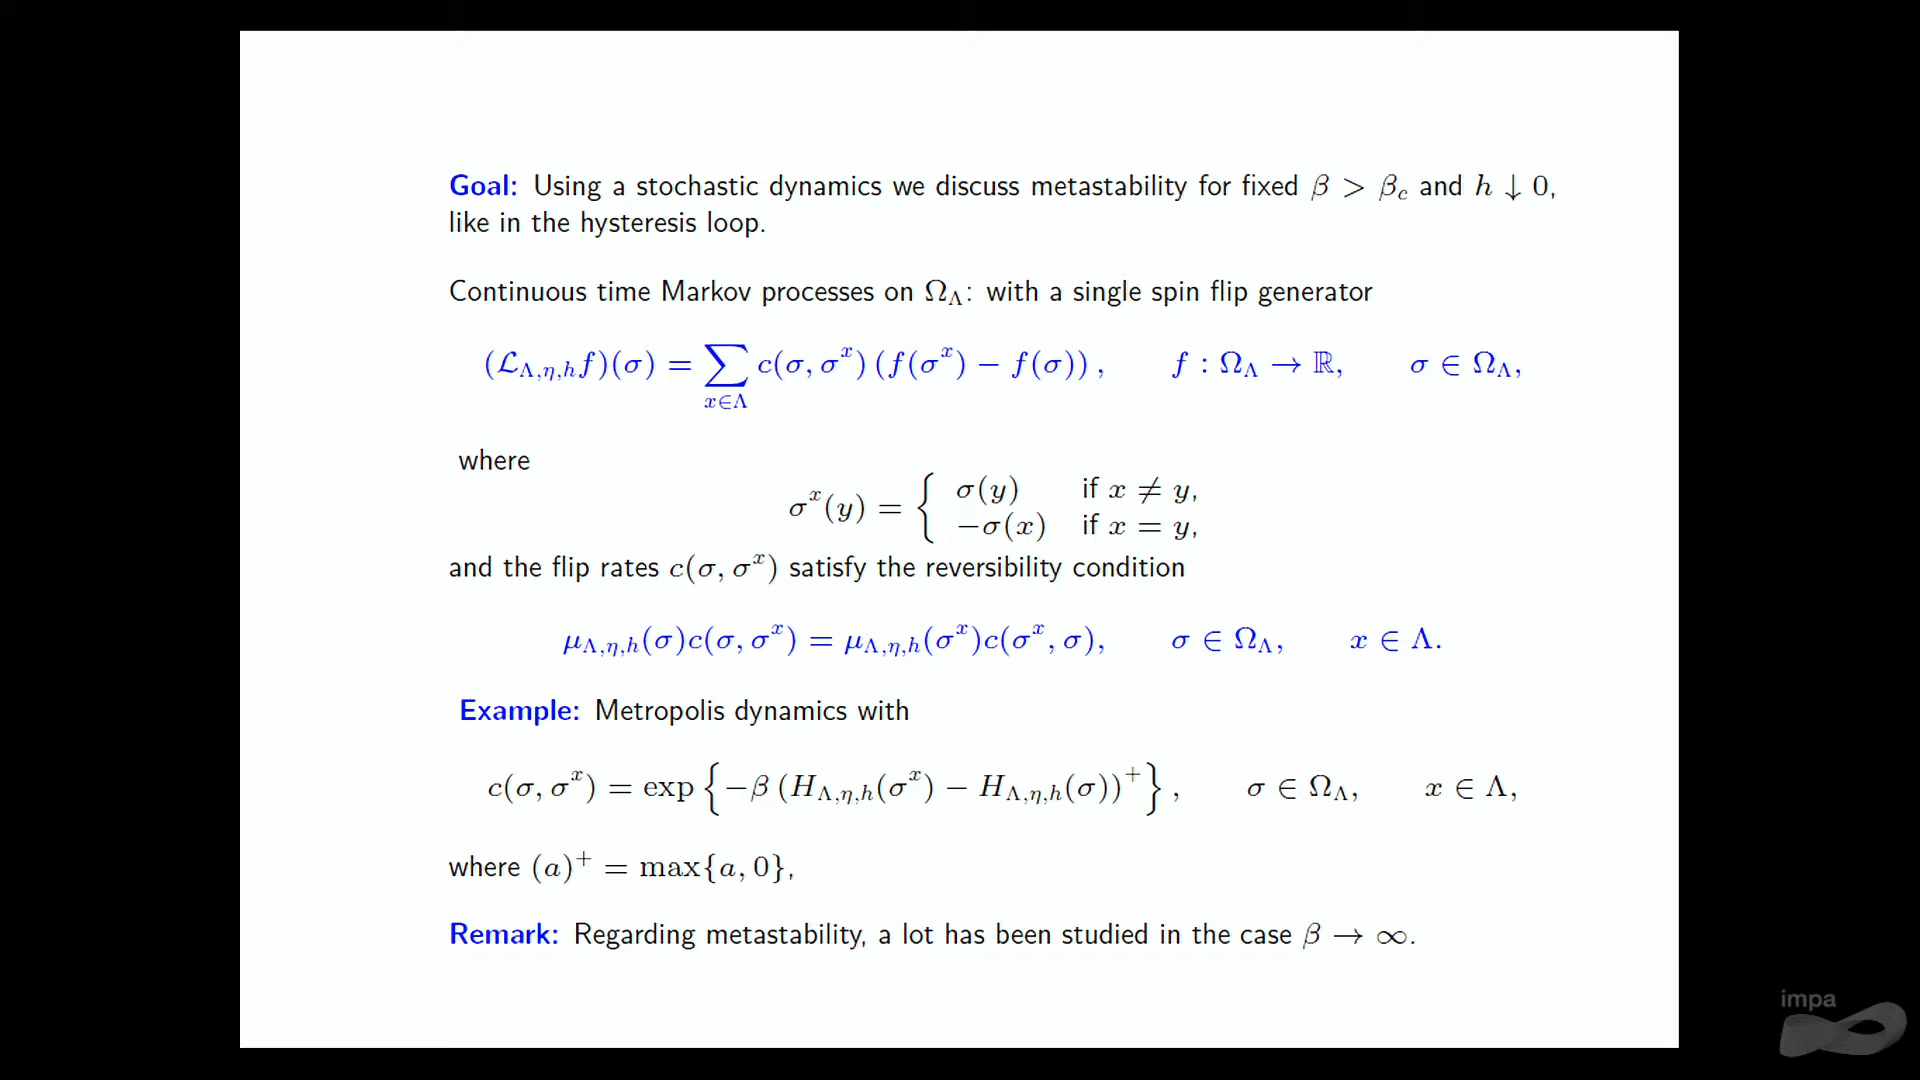 Goal: Using a stochastic dynamics we discuss metastability for fixed β > β_c and h ↓ 0,
like in the hysteresis loop.
Continuous time Markov processes on Ω_Λ: with a single spin flip generator
(ℒ_{Λ,η,h} f)(σ) = ∑_{x∈Λ} c(σ, σ^x) (f(σ^x) − f(σ)) , f : Ω_Λ → ℝ, σ ∈ Ω_Λ,
where
σ^x(y) = { σ(y) if x ≠ y,
−σ(x) if x = y,
and the flip rates c(σ, σ^x) satisfy the reversibility condition
μ_{Λ,η,h}(σ)c(σ, σ^x) = μ_{Λ,η,h}(σ^x)c(σ^x, σ), σ ∈ Ω_Λ, x ∈ Λ.
Example: Metropolis dynamics with
c(σ, σ^x) = exp { −β (H_{Λ,η,h}(σ^x) − H_{Λ,η,h}(σ))^+ } , σ ∈ Ω_Λ, x ∈ Λ,
where (a)^+ = max{a, 0},
Remark: Regarding metastability, a lot has been studied in the case β → ∞.
impa